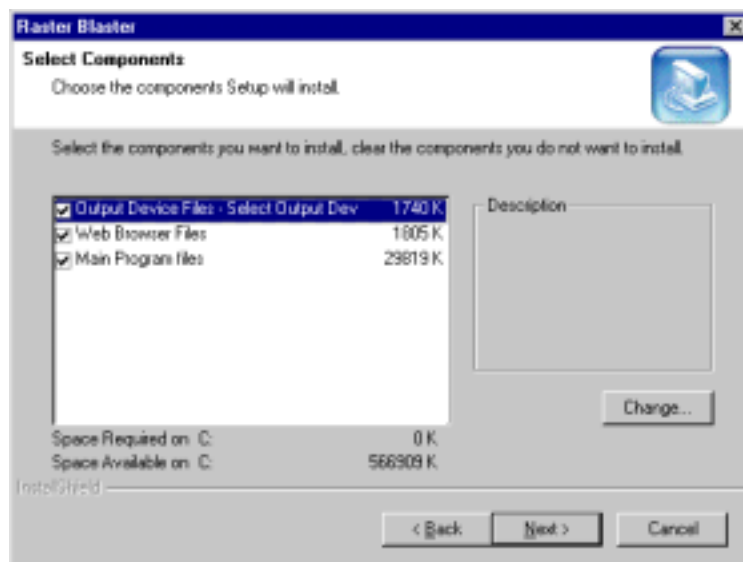 Raster Blaster
Select Components
Choose the components Setup will install.
Select the components you want to install, clear the components you do not want to install.
Output Device Files - Select Output Dev 1740 K
Web Browser Files 1805 K
Main Program files 29819 K
Description
Change...
Space Required on C: 0 K
Space Available on C: 566909 K
InstallShield
< Back Next > Cancel